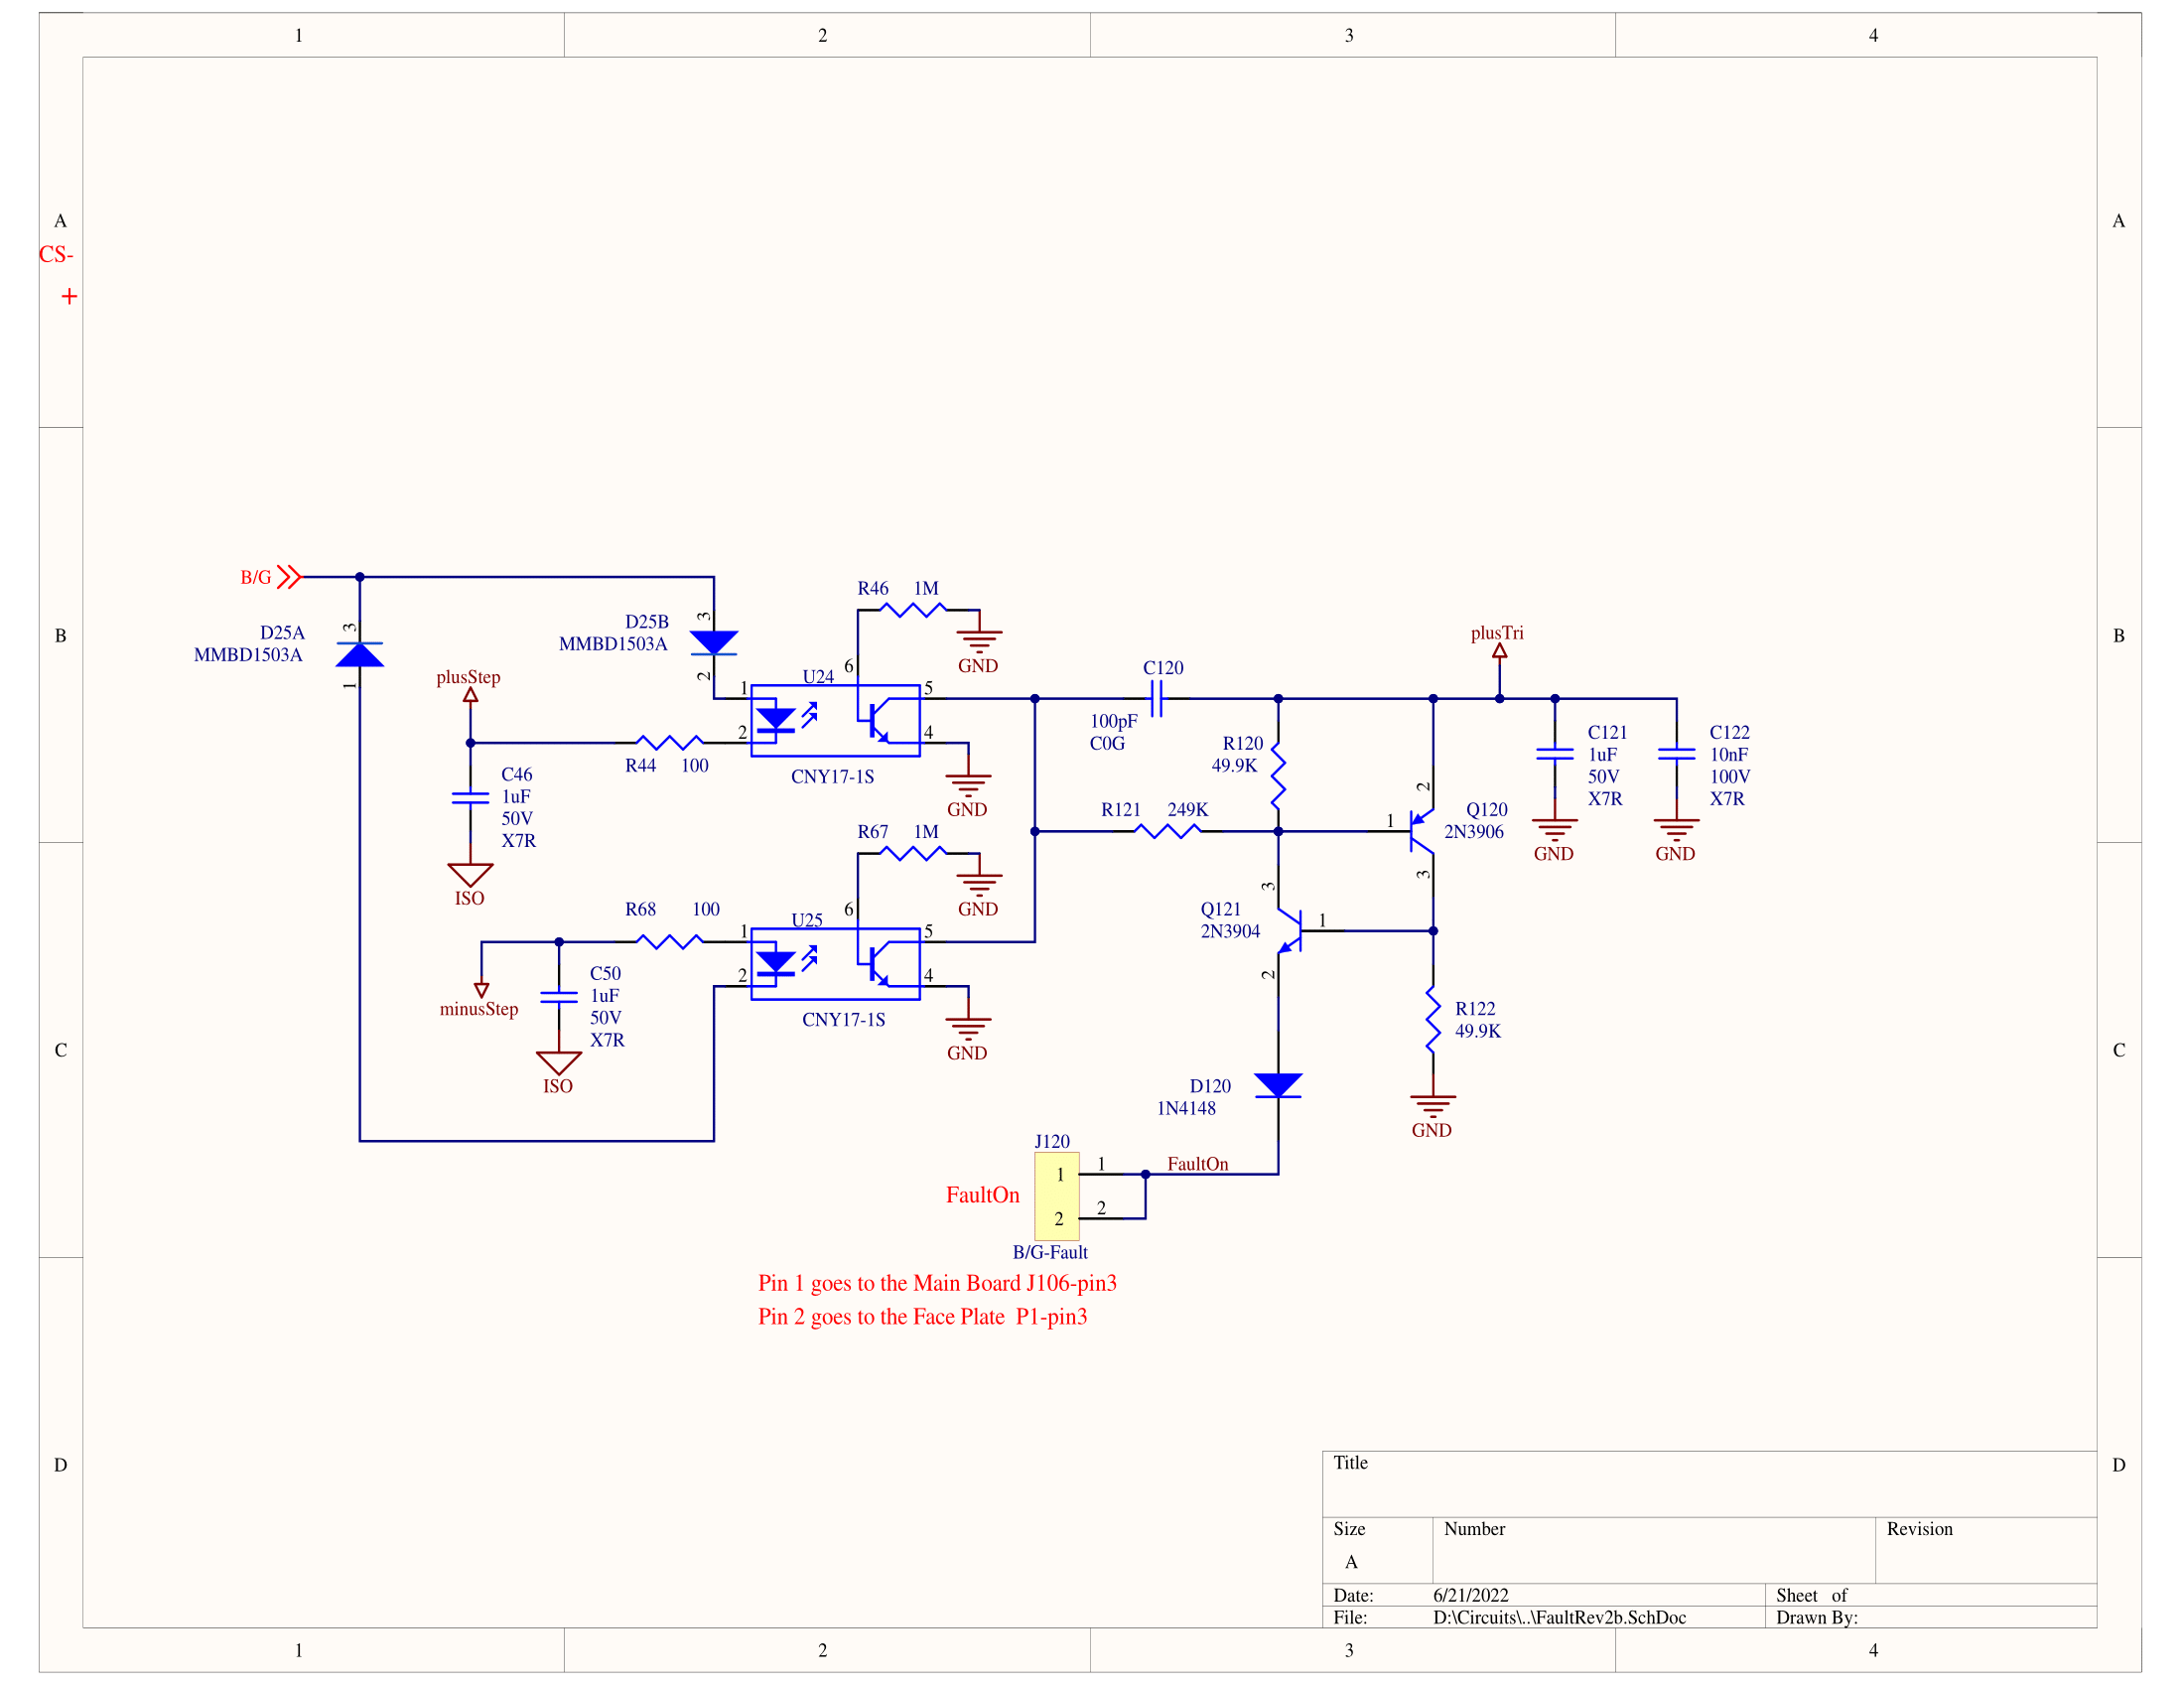 1 2 3 4
A A
CS-
+
B/G
R46 1M
D25A
MMBD1503A
3
1
D25B
MMBD1503A
3
2
GND
plusTri
plusStep
U24
6
1
5
2
4
C120
100pF
C0G
R44 100
CNY17-1S
GND
C46
1uF
50V
X7R
ISO
R120
49.9K
C121
1uF
50V
X7R
GND
C122
10nF
100V
X7R
GND
B B
R121 249K
1
2
3
Q120
2N3906
R67 1M
GND
R68 100
U25
6
1
5
2
4
CNY17-1S
GND
minusStep
C50
1uF
50V
X7R
ISO
3
Q121
2N3904
1
2
R122
49.9K
GND
C C
D120
1N4148
J120
1 1
2 2
FaultOn
FaultOn
B/G-Fault
Pin 1 goes to the Main Board J106-pin3
Pin 2 goes to the Face Plate P1-pin3
D D
Title
Size Number Revision
A
Date: 6/21/2022 Sheet of
File: D:\Circuits\..\FaultRev2b.SchDoc Drawn By:
1 2 3 4